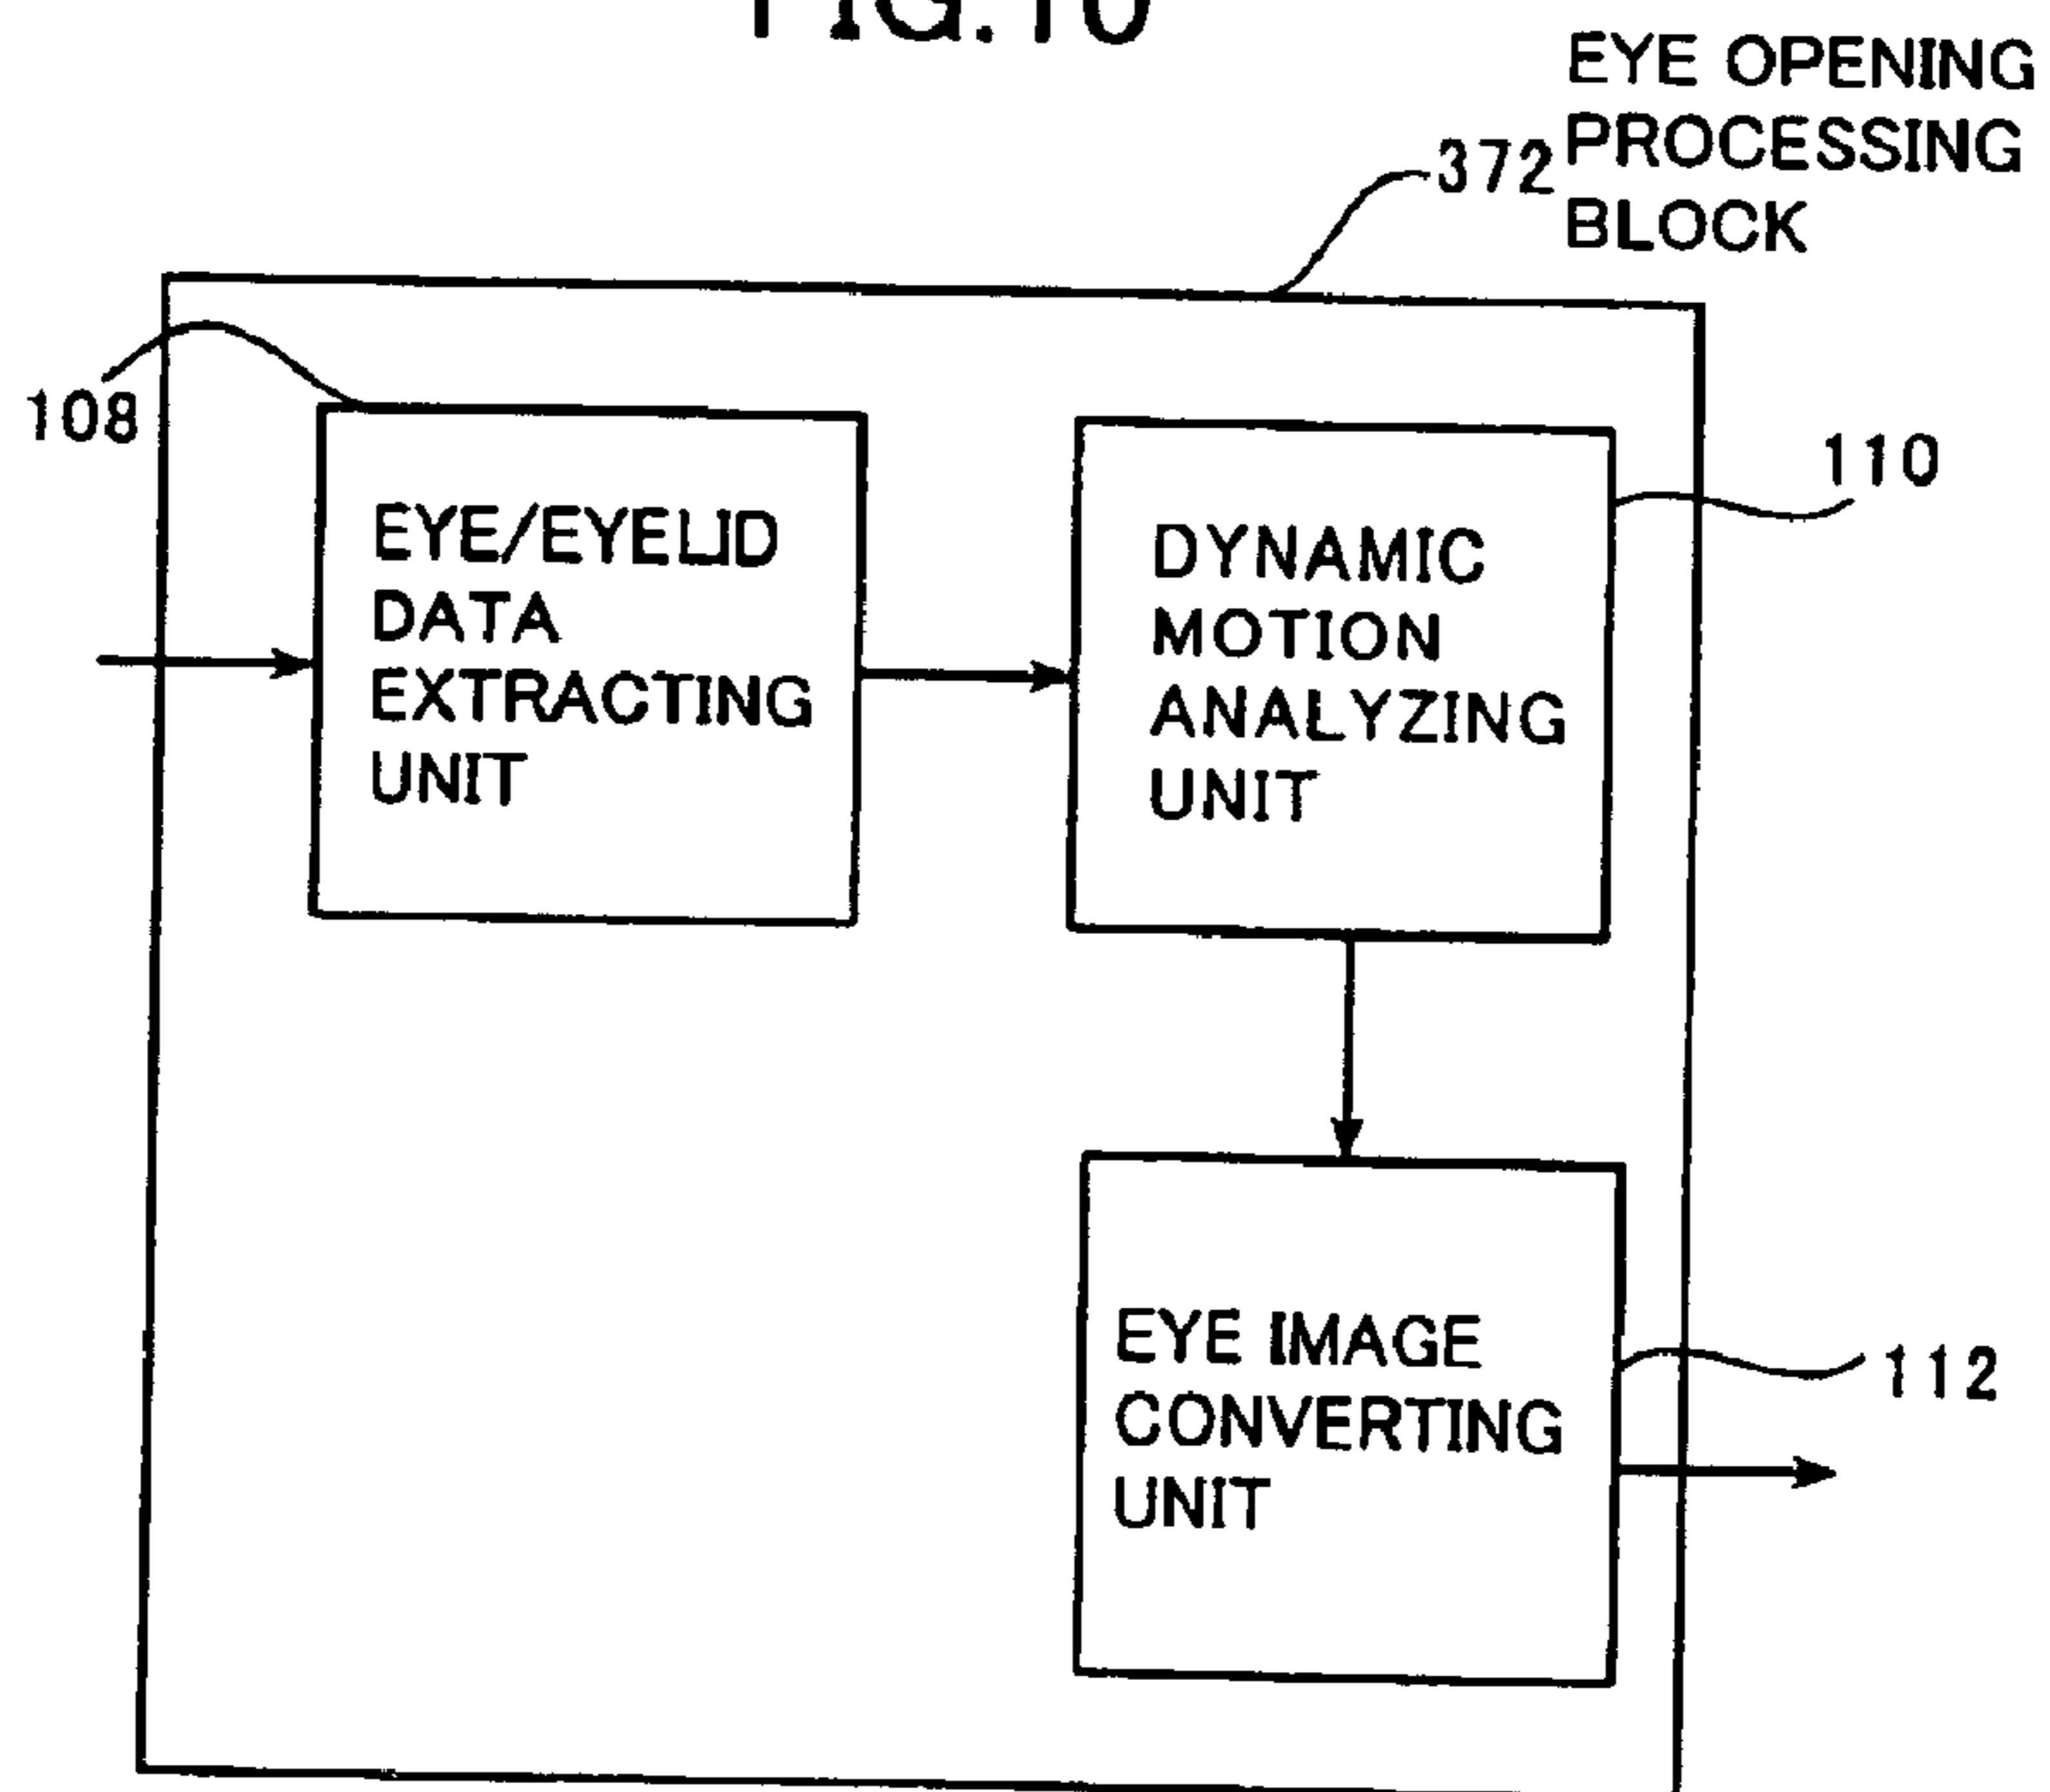 FIG.10
EYE OPENING
372 PROCESSING
BLOCK
108
EYE/EYELID
DATA
EXTRACTING
UNIT
110
DYNAMIC
MOTION
ANALYZING
UNIT
EYE IMAGE
CONVERTING
UNIT
112